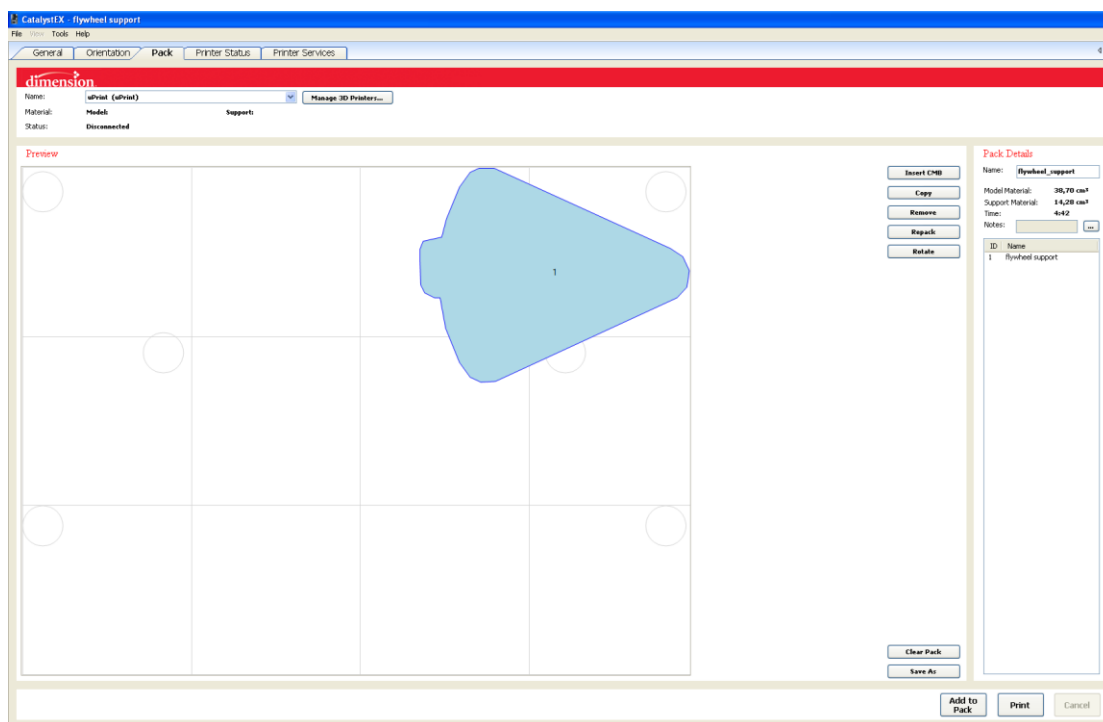 CatalystEX - flywheel support
File View Tools Help
General Orientation Pack Printer Status Printer Services
dimension
Name: uPrint (uPrint) Manage 3D Printers...
Material: Model: Support:
Status: Disconnected
Preview
Insert CMB
Copy
Remove
Repack
Rotate
1
Clear Pack
Save As
Pack Details
Name: flywheel_support
Model Material: 38,70 cm³
Support Material: 14,28 cm³
Time: 4:42
Notes: ...
ID Name
1 flywheel support
Add to
Pack
Print
Cancel